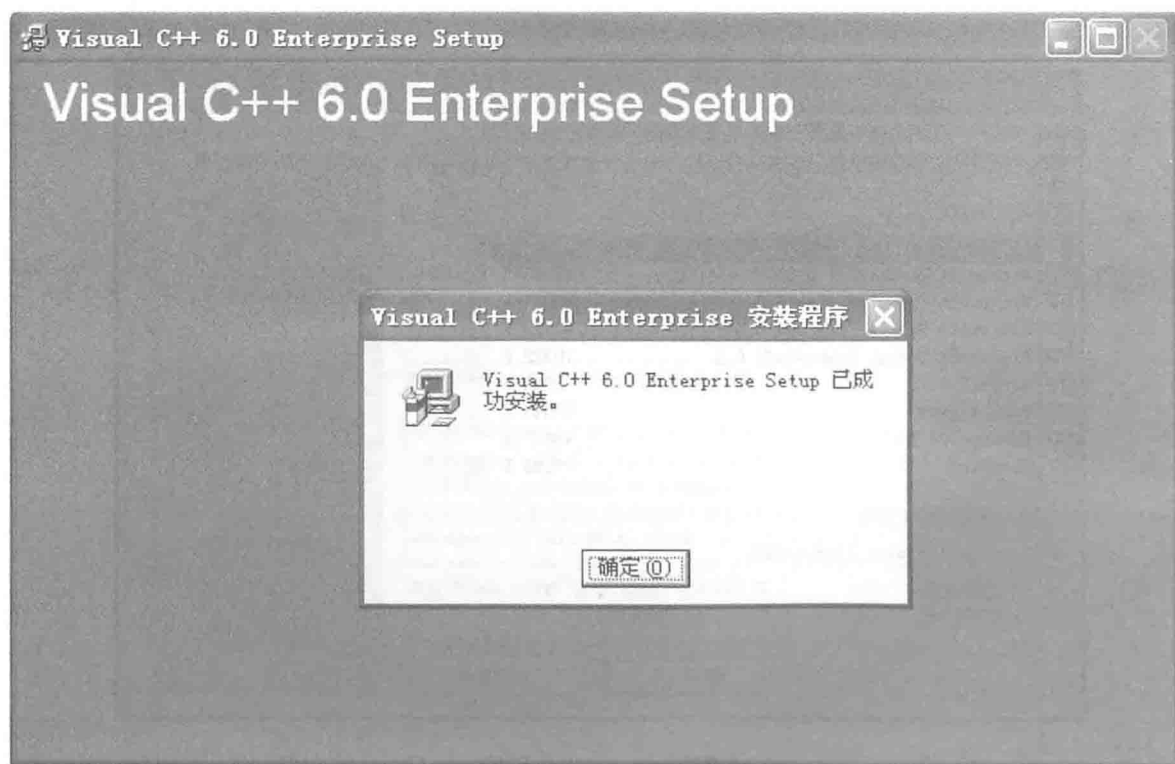 Visual C++ 6.0 Enterprise Setup
Visual C++ 6.0 Enterprise Setup
Visual C++ 6.0 Enterprise 安装程序
Visual C++ 6.0 Enterprise Setup 已成
功安装。
确定(O)